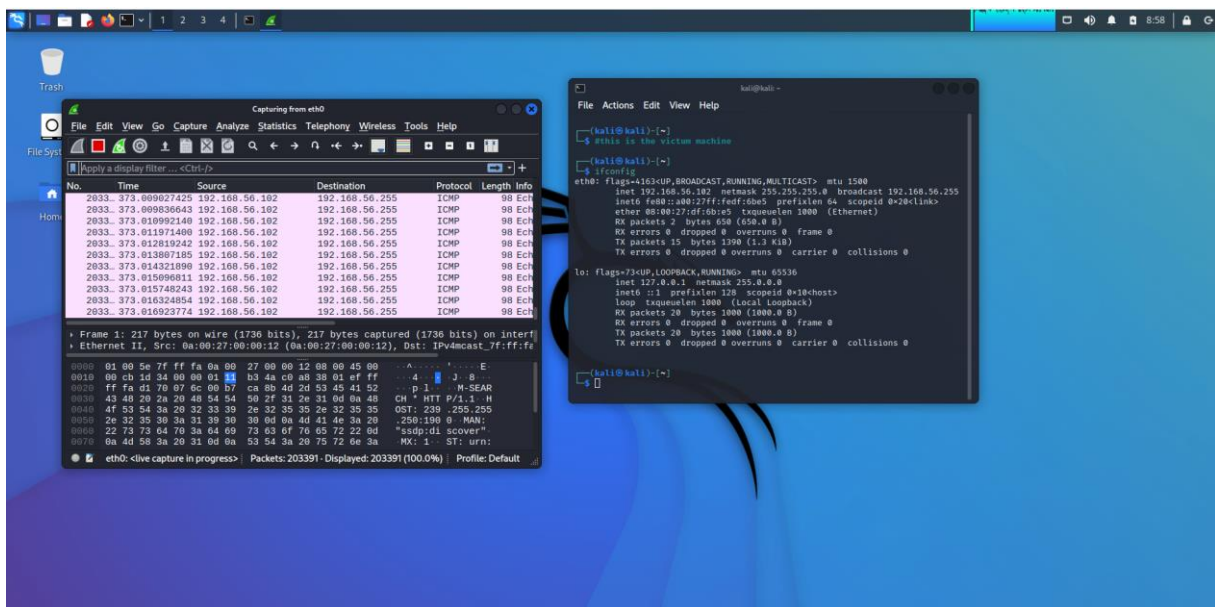 1 2 3 4
8:58
Trash
File Syst
Home
Capturing from eth0
File Edit View Go Capture Analyze Statistics Telephony Wireless Tools Help
Apply a display filter … <Ctrl-/>
No. Time Source Destination Protocol Length Info
2033… 373.009027425 192.168.56.102 192.168.56.255 ICMP 98 Ech
2033… 373.009836643 192.168.56.102 192.168.56.255 ICMP 98 Ech
2033… 373.010992140 192.168.56.102 192.168.56.255 ICMP 98 Ech
2033… 373.011971400 192.168.56.102 192.168.56.255 ICMP 98 Ech
2033… 373.012819242 192.168.56.102 192.168.56.255 ICMP 98 Ech
2033… 373.013807185 192.168.56.102 192.168.56.255 ICMP 98 Ech
2033… 373.014321890 192.168.56.102 192.168.56.255 ICMP 98 Ech
2033… 373.015096811 192.168.56.102 192.168.56.255 ICMP 98 Ech
2033… 373.015748243 192.168.56.102 192.168.56.255 ICMP 98 Ech
2033… 373.016324854 192.168.56.102 192.168.56.255 ICMP 98 Ech
2033… 373.016923774 192.168.56.102 192.168.56.255 ICMP 98 Ech
Frame 1: 217 bytes on wire (1736 bits), 217 bytes captured (1736 bits) on interf
Ethernet II, Src: 0a:00:27:00:00:12 (0a:00:27:00:00:12), Dst: IPv4mcast_7f:ff:fa
0000 01 00 5e 7f ff fa 0a 00 27 00 00 12 08 00 45 00 ··^····· '·····E·
0010 00 cb 1d 34 00 00 01 11 b3 4a c0 a8 38 01 ef ff ···4···· ·J··8···
0020 ff fa d1 70 07 6c 00 b7 ca 8b 4d 2d 53 45 41 52 ···p·l·· ··M-SEAR
0030 43 48 20 2a 20 48 54 54 50 2f 31 2e 31 0d 0a 48 CH * HTT P/1.1··H
0040 4f 53 54 3a 20 32 33 39 2e 32 35 35 2e 32 35 35 OST: 239 .255.255
0050 2e 32 35 30 3a 31 39 30 30 0d 0a 4d 41 4e 3a 20 .250:190 0··MAN:
0060 22 73 73 64 70 3a 64 69 73 63 6f 76 65 72 22 0d "ssdp:di scover"·
0070 0a 4d 58 3a 20 31 0d 0a 53 54 3a 20 75 72 6e 3a ·MX: 1·· ST: urn:
eth0: <live capture in progress> Packets: 203391 · Displayed: 203391 (100.0%) Profile: Default
kali@kali: ~
File Actions Edit View Help
┌──(kali㉿kali)-[~]
└─$ #this is the victum machine
┌──(kali㉿kali)-[~]
└─$ ifconfig
eth0: flags=4163<UP,BROADCAST,RUNNING,MULTICAST> mtu 1500
inet 192.168.56.102 netmask 255.255.255.0 broadcast 192.168.56.255
inet6 fe80::a00:27ff:fedf:6be5 prefixlen 64 scopeid 0×20<link>
ether 08:00:27:df:6b:e5 txqueuelen 1000 (Ethernet)
RX packets 2 bytes 650 (650.0 B)
RX errors 0 dropped 0 overruns 0 frame 0
TX packets 15 bytes 1390 (1.3 KiB)
TX errors 0 dropped 0 overruns 0 carrier 0 collisions 0
lo: flags=73<UP,LOOPBACK,RUNNING> mtu 65536
inet 127.0.0.1 netmask 255.0.0.0
inet6 ::1 prefixlen 128 scopeid 0×10<host>
loop txqueuelen 1000 (Local Loopback)
RX packets 20 bytes 1000 (1000.0 B)
RX errors 0 dropped 0 overruns 0 frame 0
TX packets 20 bytes 1000 (1000.0 B)
TX errors 0 dropped 0 overruns 0 carrier 0 collisions 0
┌──(kali㉿kali)-[~]
└─$